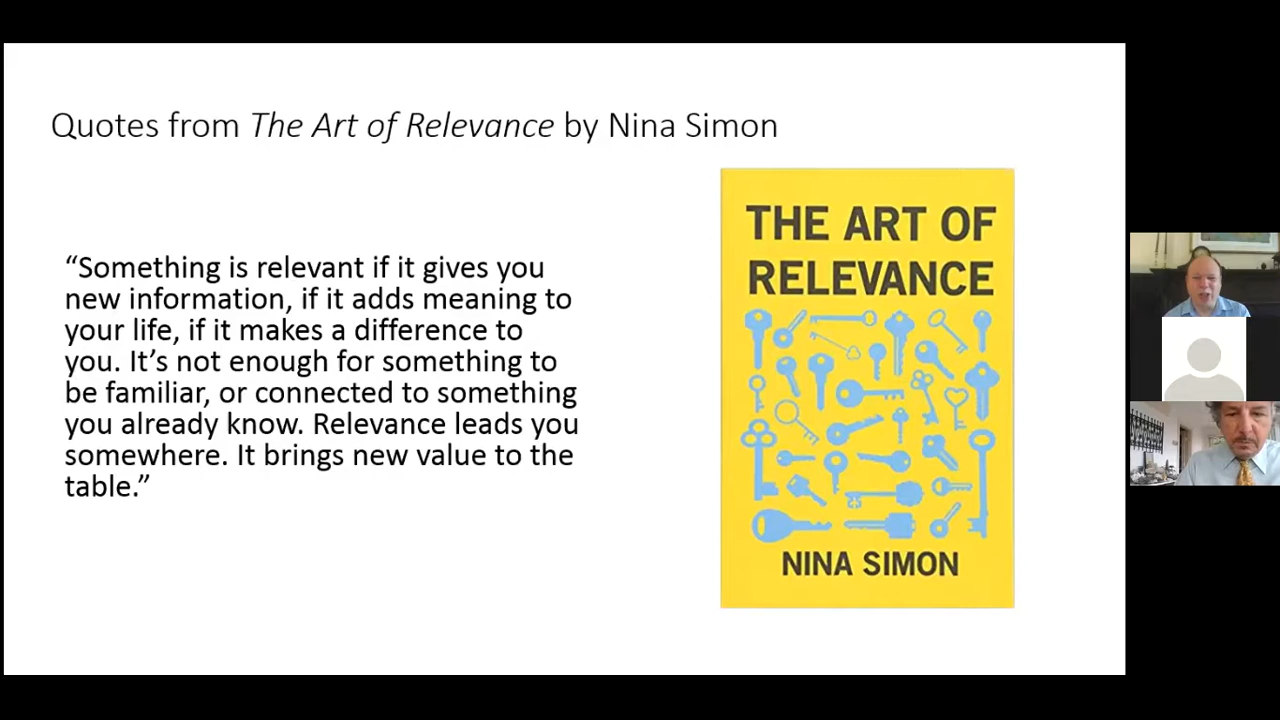 Quotes from The Art of Relevance by Nina Simon
“Something is relevant if it gives you
new information, if it adds meaning to
your life, if it makes a difference to
you. It’s not enough for something to
be familiar, or connected to something
you already know. Relevance leads you
somewhere. It brings new value to the
table.”
THE ART OF
RELEVANCE
NINA SIMON